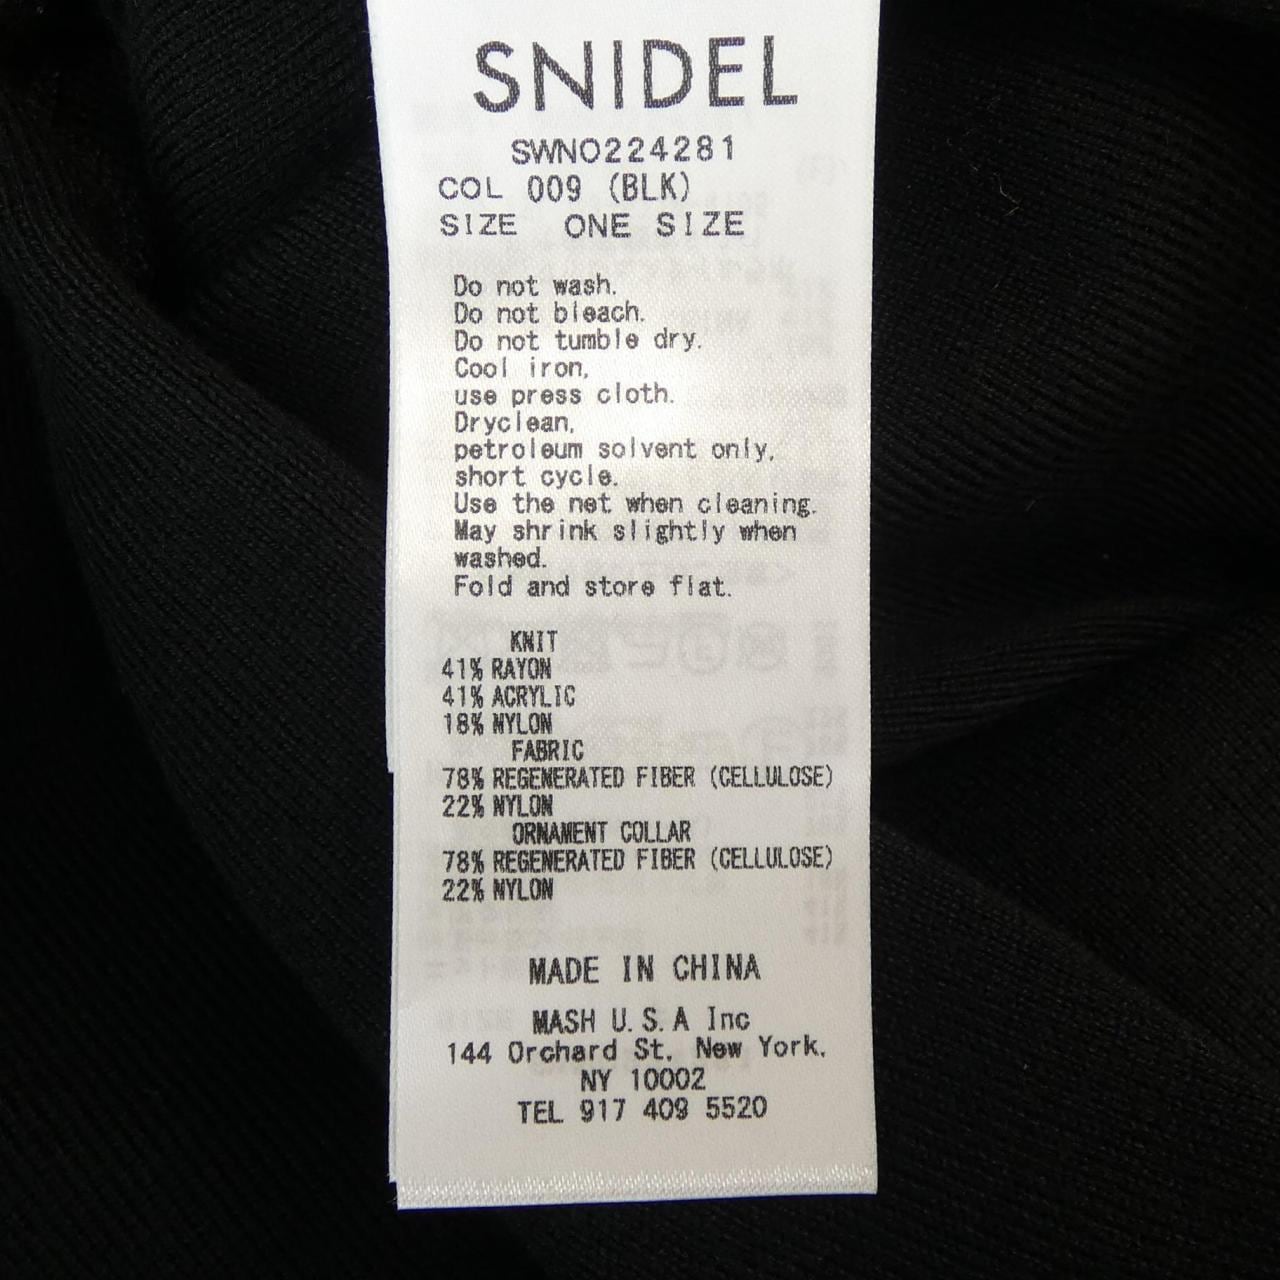 SNIDEL
SWNO224281
COL 009 (BLK)
SIZE ONE SIZE
Do not wash.
Do not bleach.
Do not tumble dry.
Cool iron,
use press cloth.
Dryclean,
petroleum solvent only,
short cycle.
Use the net when cleaning.
May shrink slightly when
washed.
Fold and store flat.
KNIT
41% RAYON
41% ACRYLIC
18% NYLON
FABRIC
78% REGENERATED FIBER (CELLULOSE)
22% NYLON
ORNAMENT COLLAR
78% REGENERATED FIBER (CELLULOSE)
22% NYLON
MADE IN CHINA
MASH U.S.A Inc
144 Orchard St, New York,
NY 10002
TEL 917 409 5520